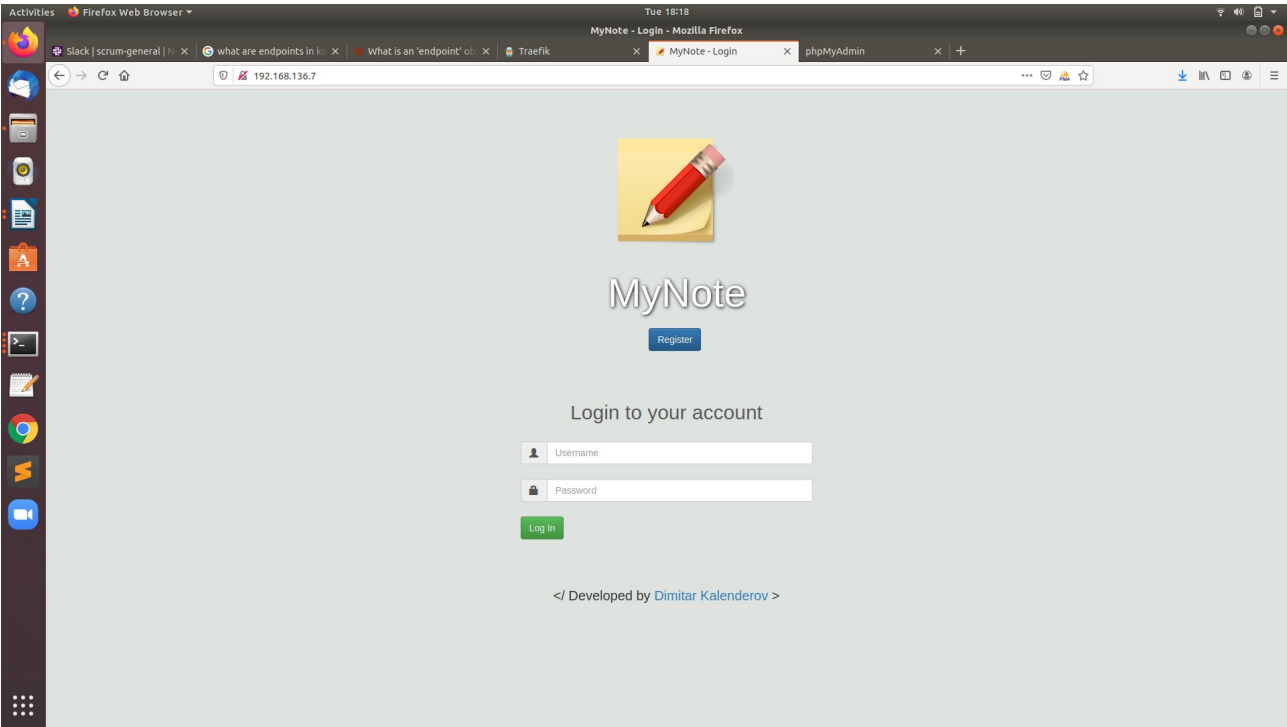 Activities Firefox Web Browser Tue 18:18
MyNote - Login - Mozilla Firefox
Slack | scrum-general | N what are endpoints in ku What is an 'endpoint' ob Traefik MyNote - Login phpMyAdmin
192.168.136.7
MyNote
Register
Login to your account
Username
Password
Log In
</ Developed by Dimitar Kalenderov >